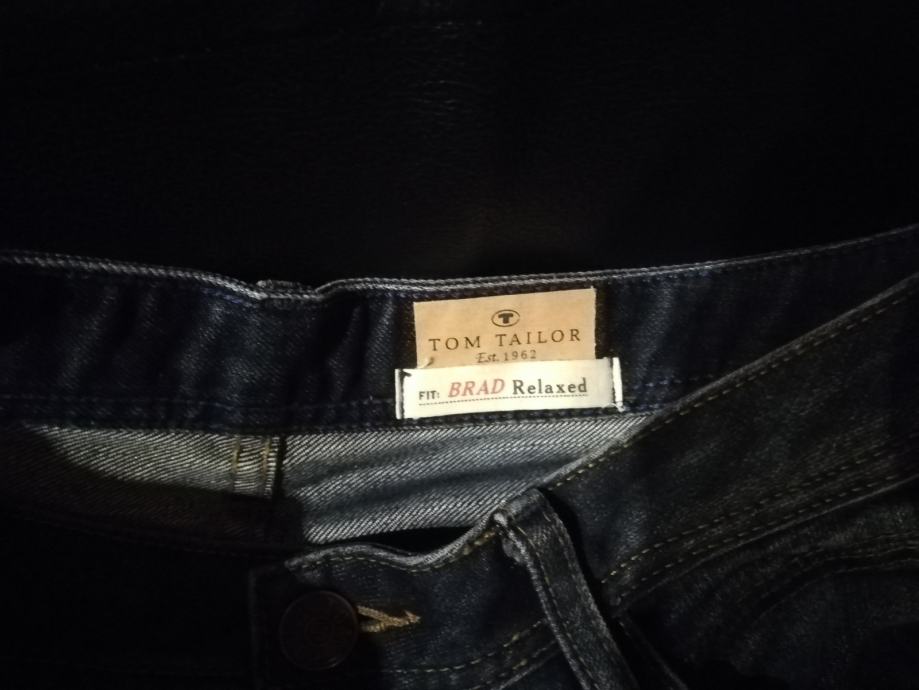 T
TOM TAILOR
Est. 1962
FIT: BRAD Relaxed